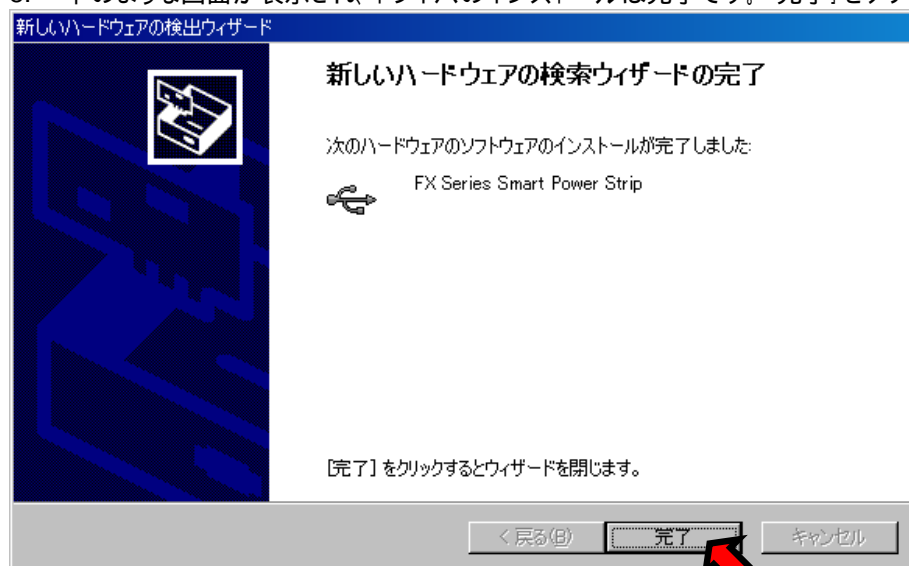 新しいハードウェアの検出ウィザード
新しいハードウェアの検索ウィザードの完了
次のハードウェアのソフトウェアのインストールが完了しました:
FX Series Smart Power Strip
[完了] をクリックするとウィザードを閉じます。
< 戻る(B)
完了
キャンセル